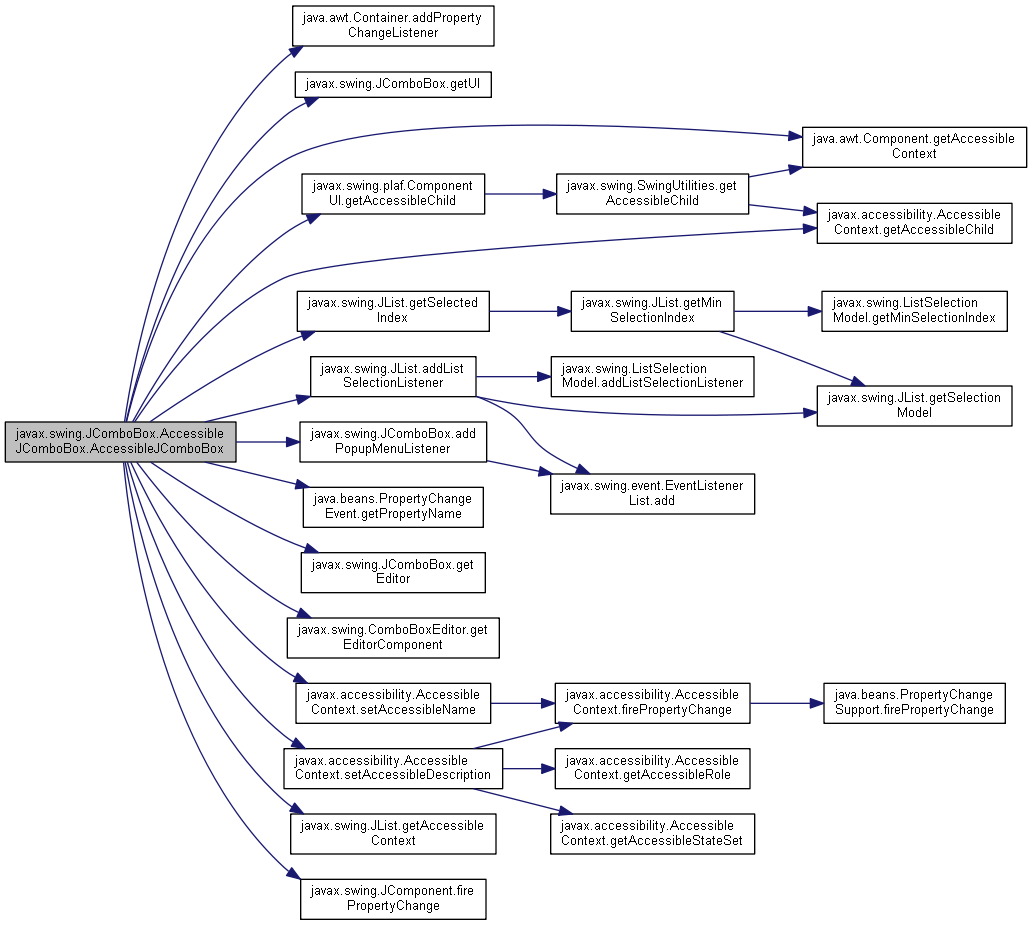 java.awt.Container.addProperty
ChangeListener
javax.swing.JComboBox.getUI
java.awt.Component.getAccessible
Context
javax.swing.plaf.Component
UI.getAccessibleChild
javax.swing.SwingUtilities.get
AccessibleChild
javax.accessibility.Accessible
Context.getAccessibleChild
javax.swing.JList.getSelected
Index
javax.swing.JList.getMin
SelectionIndex
javax.swing.ListSelection
Model.getMinSelectionIndex
javax.swing.JList.addList
SelectionListener
javax.swing.ListSelection
Model.addListSelectionListener
javax.swing.JList.getSelection
Model
javax.swing.JComboBox.Accessible
JComboBox.AccessibleJComboBox
javax.swing.JComboBox.add
PopupMenuListener
javax.swing.event.EventListener
List.add
java.beans.PropertyChange
Event.getPropertyName
javax.swing.JComboBox.get
Editor
javax.swing.ComboBoxEditor.get
EditorComponent
javax.accessibility.Accessible
Context.setAccessibleName
javax.accessibility.Accessible
Context.firePropertyChange
java.beans.PropertyChange
Support.firePropertyChange
javax.accessibility.Accessible
Context.setAccessibleDescription
javax.accessibility.Accessible
Context.getAccessibleRole
javax.swing.JList.getAccessible
Context
javax.accessibility.Accessible
Context.getAccessibleStateSet
javax.swing.JComponent.fire
PropertyChange